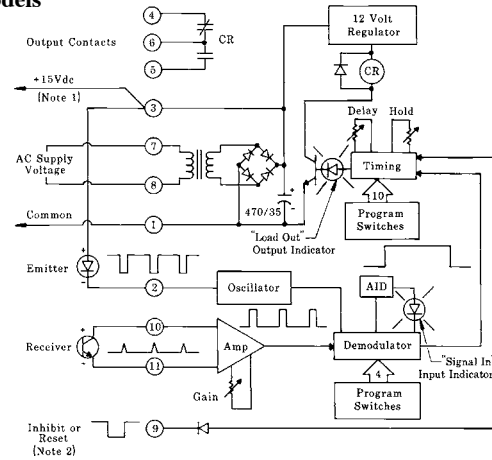 odels
4
Output Contacts
6
CR
5
12 Volt
Regulator
CR
+15Vdc
(Note 1)
3
Delay
Hold
7
AC Supply
Voltage
8
Timing
+
-
470/35
10
Common
1
"Load Out"
Output Indicator
Program
Switches
Emitter
+
-
2
Oscillator
AID
10
Receiver
+
-
11
Amp
Demodulator
"Signal In"
Input Indicator
Gain
4
Program
Switches
Inhibit or
Reset
(Note 2)
9